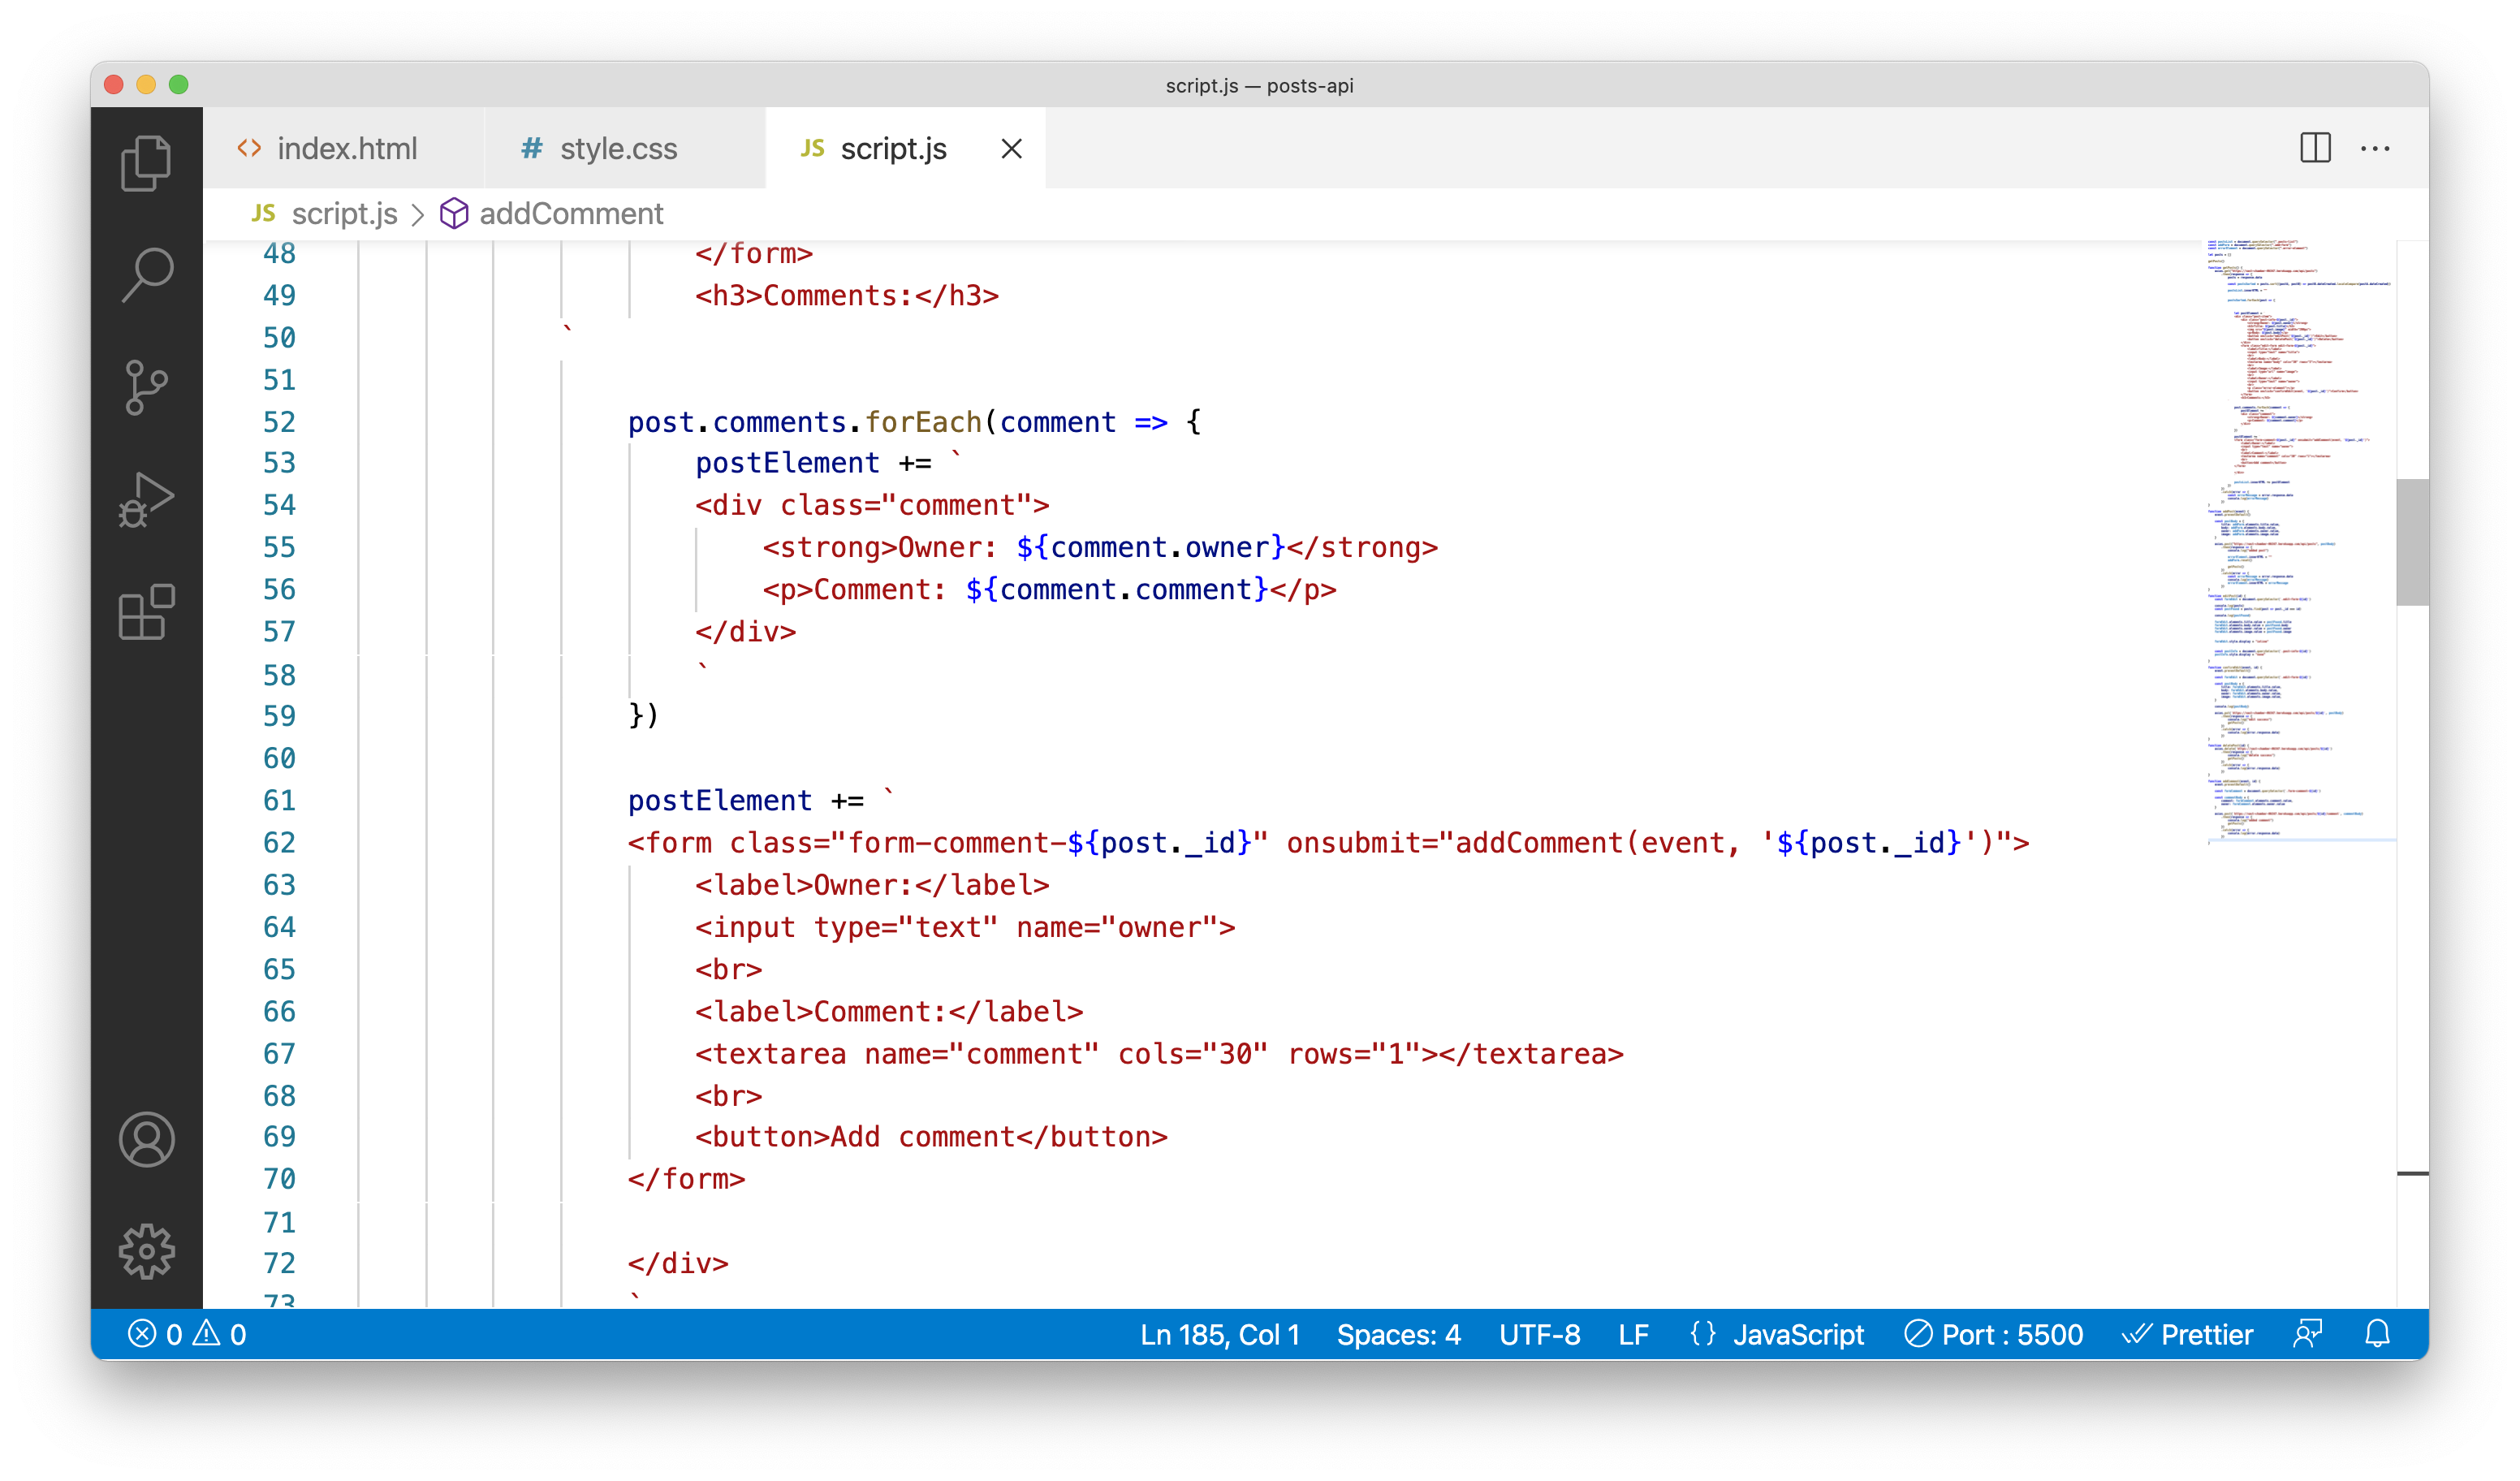 script.js — posts-api
<> index.html # style.css JS script.js
JS script.js > addComment
48 </form>
49 <h3>Comments:</h3>
50 `
51
52 post.comments.forEach(comment => {
53 postElement += `
54 <div class="comment">
55 <strong>Owner: ${comment.owner}</strong>
56 <p>Comment: ${comment.comment}</p>
57 </div>
58 `
59 })
60
61 postElement += `
62 <form class="form-comment-${post._id}" onsubmit="addComment(event, '${post._id}')">
63 <label>Owner:</label>
64 <input type="text" name="owner">
65 <br>
66 <label>Comment:</label>
67 <textarea name="comment" cols="30" rows="1"></textarea>
68 <br>
69 <button>Add comment</button>
70 </form>
71
72 </div>
73 `
0 0 Ln 185, Col 1 Spaces: 4 UTF-8 LF {} JavaScript Port : 5500 Prettier